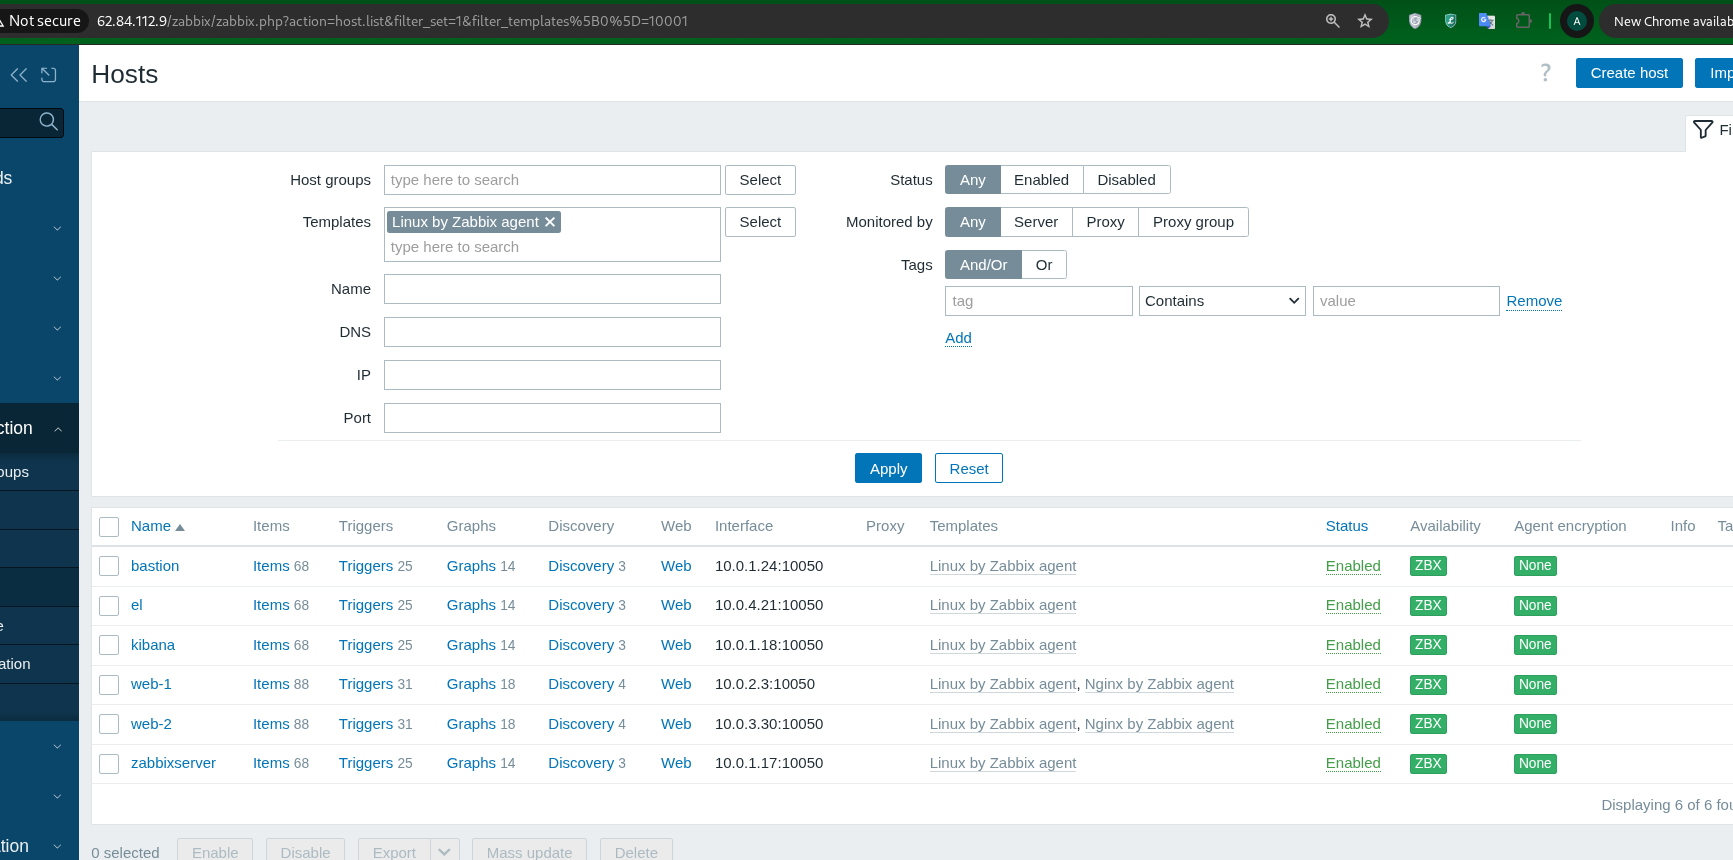 Not secure 62.84.112.9/zabbix/zabbix.php?action=host.list&filter_set=1&filter_templates%5B0%5D=10001 A New Chrome availab
Hosts ? Create host Imp
ds
Fi
Host groups type here to search Select Status Any Enabled Disabled
Templates Linux by Zabbix agent Select Monitored by Any Server Proxy Proxy group
type here to search
Tags And/Or Or
Name
tag Contains value Remove
DNS
Add
IP
Port
ction
oups
Apply Reset
Name Items Triggers Graphs Discovery Web Interface Proxy Templates Status Availability Agent encryption Info Ta
bastion Items 68 Triggers 25 Graphs 14 Discovery 3 Web 10.0.1.24:10050 Linux by Zabbix agent Enabled ZBX None
el Items 68 Triggers 25 Graphs 14 Discovery 3 Web 10.0.4.21:10050 Linux by Zabbix agent Enabled ZBX None
e
kibana Items 68 Triggers 25 Graphs 14 Discovery 3 Web 10.0.1.18:10050 Linux by Zabbix agent Enabled ZBX None
ation
web-1 Items 88 Triggers 31 Graphs 18 Discovery 4 Web 10.0.2.3:10050 Linux by Zabbix agent, Nginx by Zabbix agent Enabled ZBX None
web-2 Items 88 Triggers 31 Graphs 18 Discovery 4 Web 10.0.3.30:10050 Linux by Zabbix agent, Nginx by Zabbix agent Enabled ZBX None
zabbixserver Items 68 Triggers 25 Graphs 14 Discovery 3 Web 10.0.1.17:10050 Linux by Zabbix agent Enabled ZBX None
Displaying 6 of 6 fou
tion
0 selected Enable Disable Export Mass update Delete